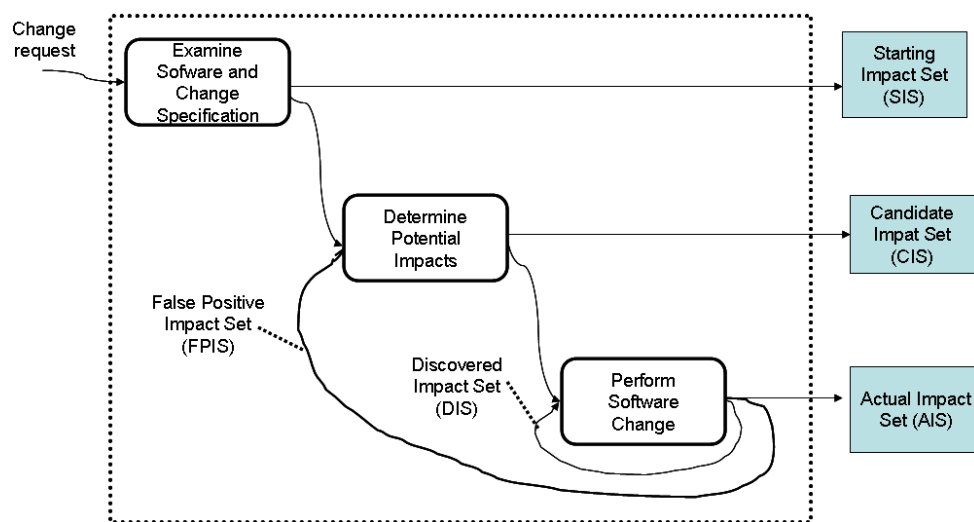 Change
request
Examine
Sofware and
Change
Specification
Starting
Impact Set
(SIS)
Determine
Potential
Impacts
Candidate
Impat Set
(CIS)
False Positive
Impact Set
(FPIS)
Discovered
Impact Set
(DIS)
Perform
Software
Change
Actual Impact
Set (AIS)